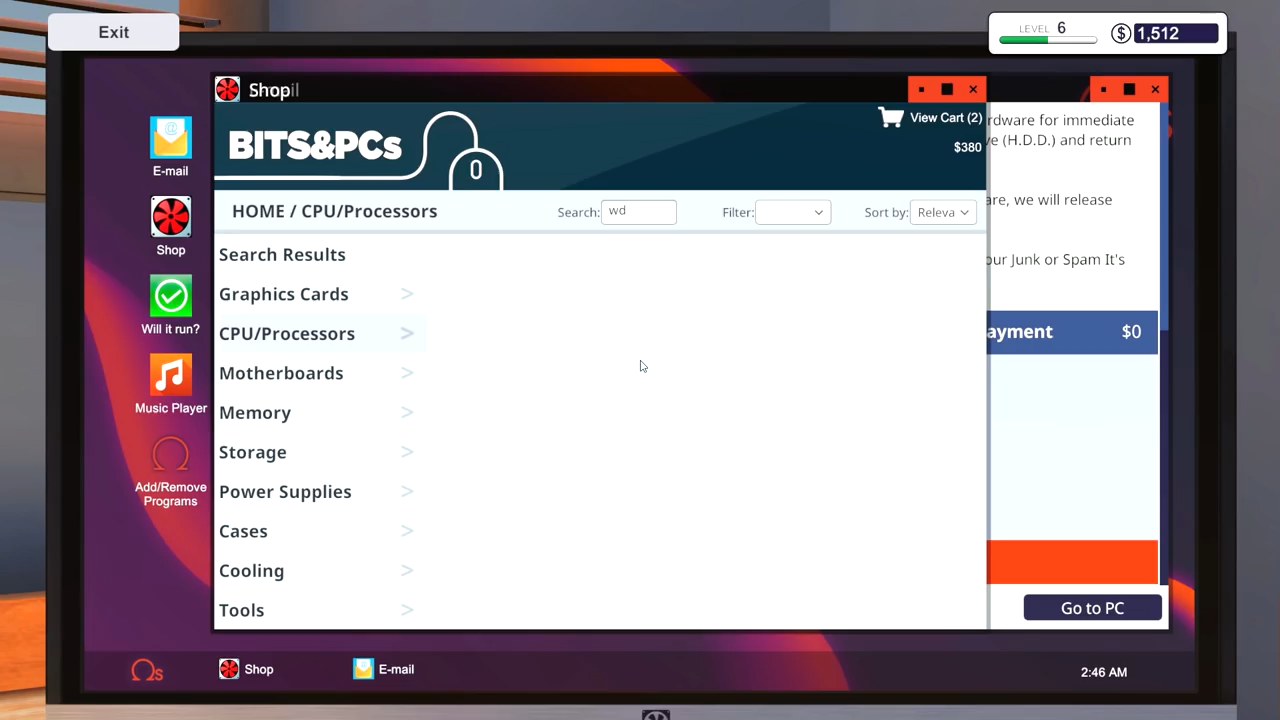 Exit
LEVEL 6
$ 1,512
Shop
BITS&PCs
View Cart (2)
$380
HOME / CPU/Processors
Search: wd
Filter:
Sort by: Releva
Search Results
Graphics Cards >
CPU/Processors >
Motherboards >
Memory >
Storage >
Power Supplies >
Cases >
Cooling >
Tools >
E-mail
Shop
Will it run?
Music Player
Add/Remove
Programs
rdware for immediate
ve (H.D.D.) and return
are, we will release
our Junk or Spam It's
ayment $0
Go to PC
Ωs
Shop
E-mail
2:46 AM